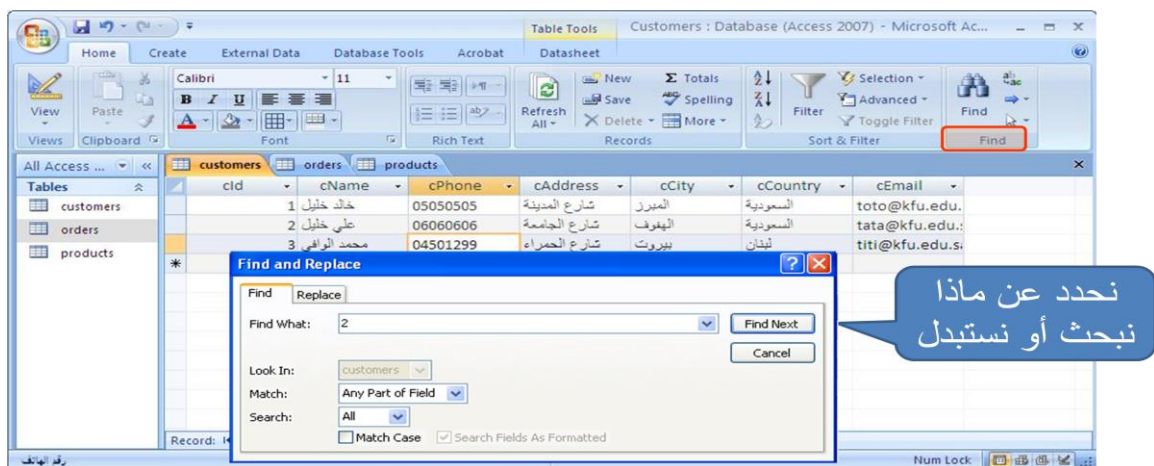 Table Tools Customers : Database (Access 2007) - Microsoft Ac...
Home Create External Data Database Tools Acrobat Datasheet
Calibri 11 New Totals Selection
B I U Save Spelling Advanced
View Paste Refresh All Delete More Filter Toggle Filter Find
Views Clipboard Font Rich Text Records Sort & Filter Find
All Access ... customers orders products
Tables cId cName cPhone cAddress cCity cCountry cEmail
customers 1 خالد خليل 05050505 شارع المدينة المبرز السعودية toto@kfu.edu.
orders 2 علي خليل 06060606 شارع الجامعة الهفوف السعودية tata@kfu.edu.
products 3 محمد الوافي 04501299 شارع الحمراء بيروت لبنان titi@kfu.edu.sa
Find and Replace
Find Replace
Find What: 2 Find Next
Cancel
Look In: customers
Match: Any Part of Field
Search: All
Match Case Search Fields As Formatted
نحدد عن ماذا
نبحث أو نستبدل
Record:
رقم الهاتف Num Lock